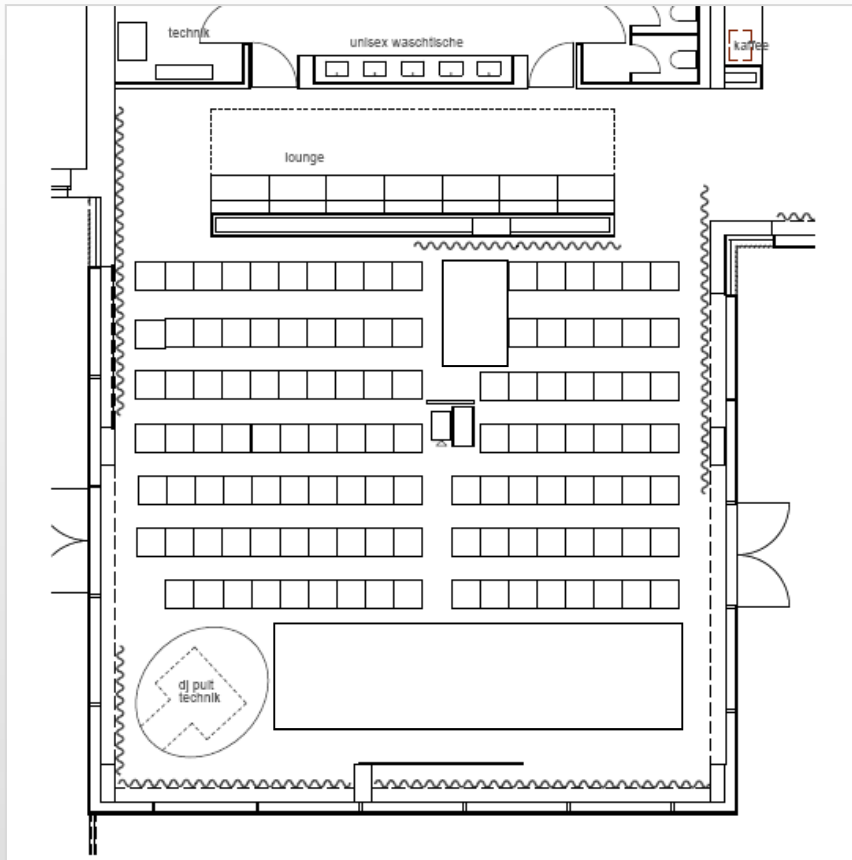 technik
unisex waschtische
kaffee
lounge
dj pult
technik